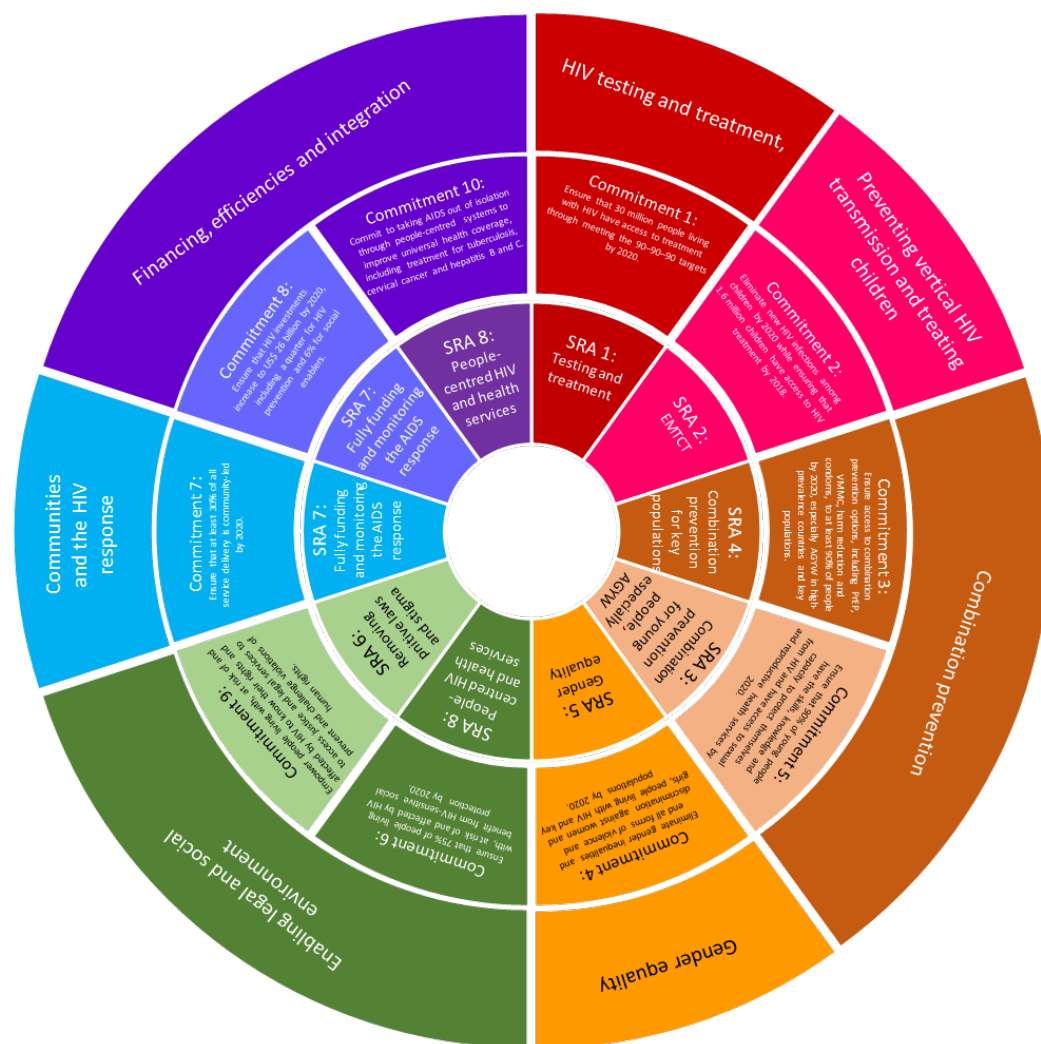 HIV testing and treatment,
Commitment 1:
Ensure that 30 million people living
with HIV have access to treatment
through meeting the 90–90–90 targets
by 2020.
SRA 1:
Testing and
treatment
Preventing vertical HIV
transmission and treating
children
Commitment 2:
Eliminate new HIV infections among
children by 2020 while ensuring that
1.6 million children have access to HIV
treatment by 2018.
SRA 2:
EMTCT
Combination prevention
Commitment 3:
Ensure access to combination
prevention options, including PrEP,
VMMC, harm reduction and
condoms, to at least 90% of people
by 2020, especially AGYW in high-
prevalence countries and key
populations.
SRA 4:
Combination
prevention
for key
populations
Commitment 5:
Ensure that 90% of young people
have the skills, knowledge and
capacity to protect themselves
from HIV and have access to sexual
and reproductive health services by
2020.
SRA 3:
Combination
prevention
for young
people,
especially
AGYW
Gender equality
Commitment 4:
Eliminate gender inequalities and
end all forms of violence and
discrimination against women and
girls, people living with HIV and key
populations by 2020.
SRA 5:
Gender
equality
Enabling legal and social
environment
Commitment 6:
Ensure that 75% of people living
with, at risk of and affected by HIV
benefit from HIV-sensitive social
protection by 2020.
SRA 8:
People-
centred HIV
and health
services
Commitment 9:
Empower people living with, at risk of and
affected by HIV to know their rights and
to access justice and legal services to
prevent and challenge violations of
human rights.
SRA 6:
Removing
pnitive laws
and stigma
Communities
and the HIV
response
Commitment 7:
Ensure that at least 30% of all
service delivery is community-led
by 2020.
SRA 7:
Fully funding
and monitoring
the AIDS
response
Financing, efficiencies and integration
Commitment 8:
Ensure that HIV investments
increase to US$ 26 billion by 2020,
including a quarter for HIV
prevention and 6% for social
enablers.
SRA 7:
Fully funding
and monitoring
the AIDS
response
Commitment 10:
Commit to taking AIDS out of isolation
through people-centred systems to
improve universal health coverage,
including treatment for tuberculosis,
cervical cancer and hepatitis B and C.
SRA 8:
People-
centred HIV
and health
services